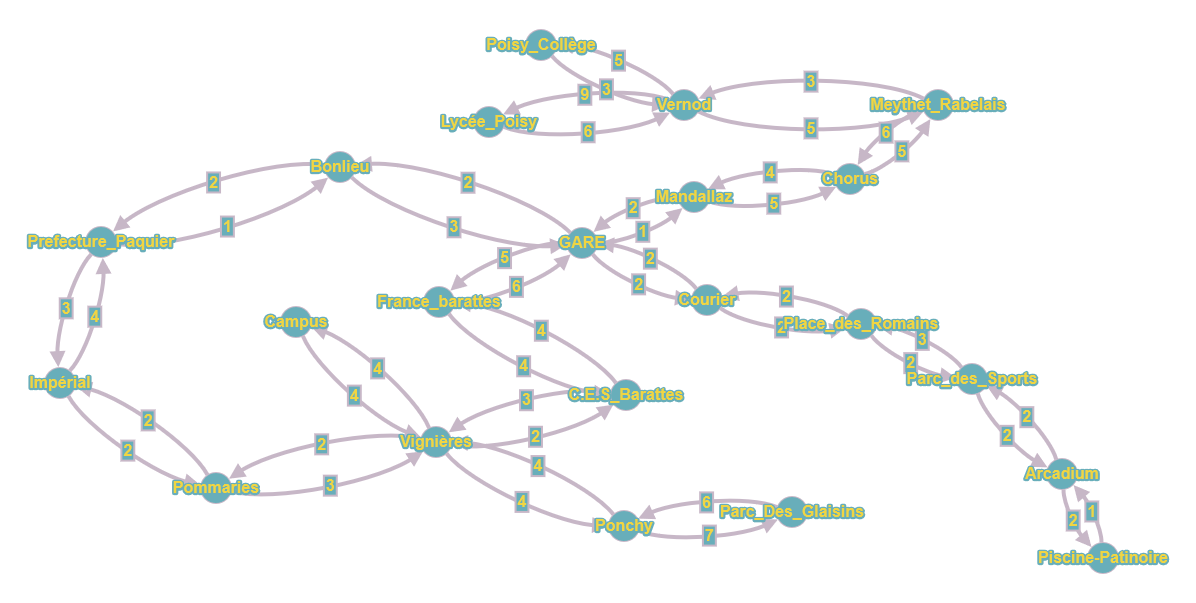 Poisy_Collège
5
3
9
3
Lycée_Poisy
Vernod
Meythet_Rabelais
6
5
6
5
Bonlieu
4
Chorus
2
2
Mandallaz
5
2
1
1
3
Prefecture_Paquier
GARE
5
2
6
2
3
4
France_barattes
Courier
2
2
Campus
Place_des_Romains
4
3
2
4
4
Impérial
4
C.E.S_Barattes
Parc_des_Sports
3
2
2
2
2
2
2
Vignières
4
3
Pommaries
4
Arcadium
6
7
Ponchy
Parc_Des_Glaisins
2
1
Piscine-Patinoire